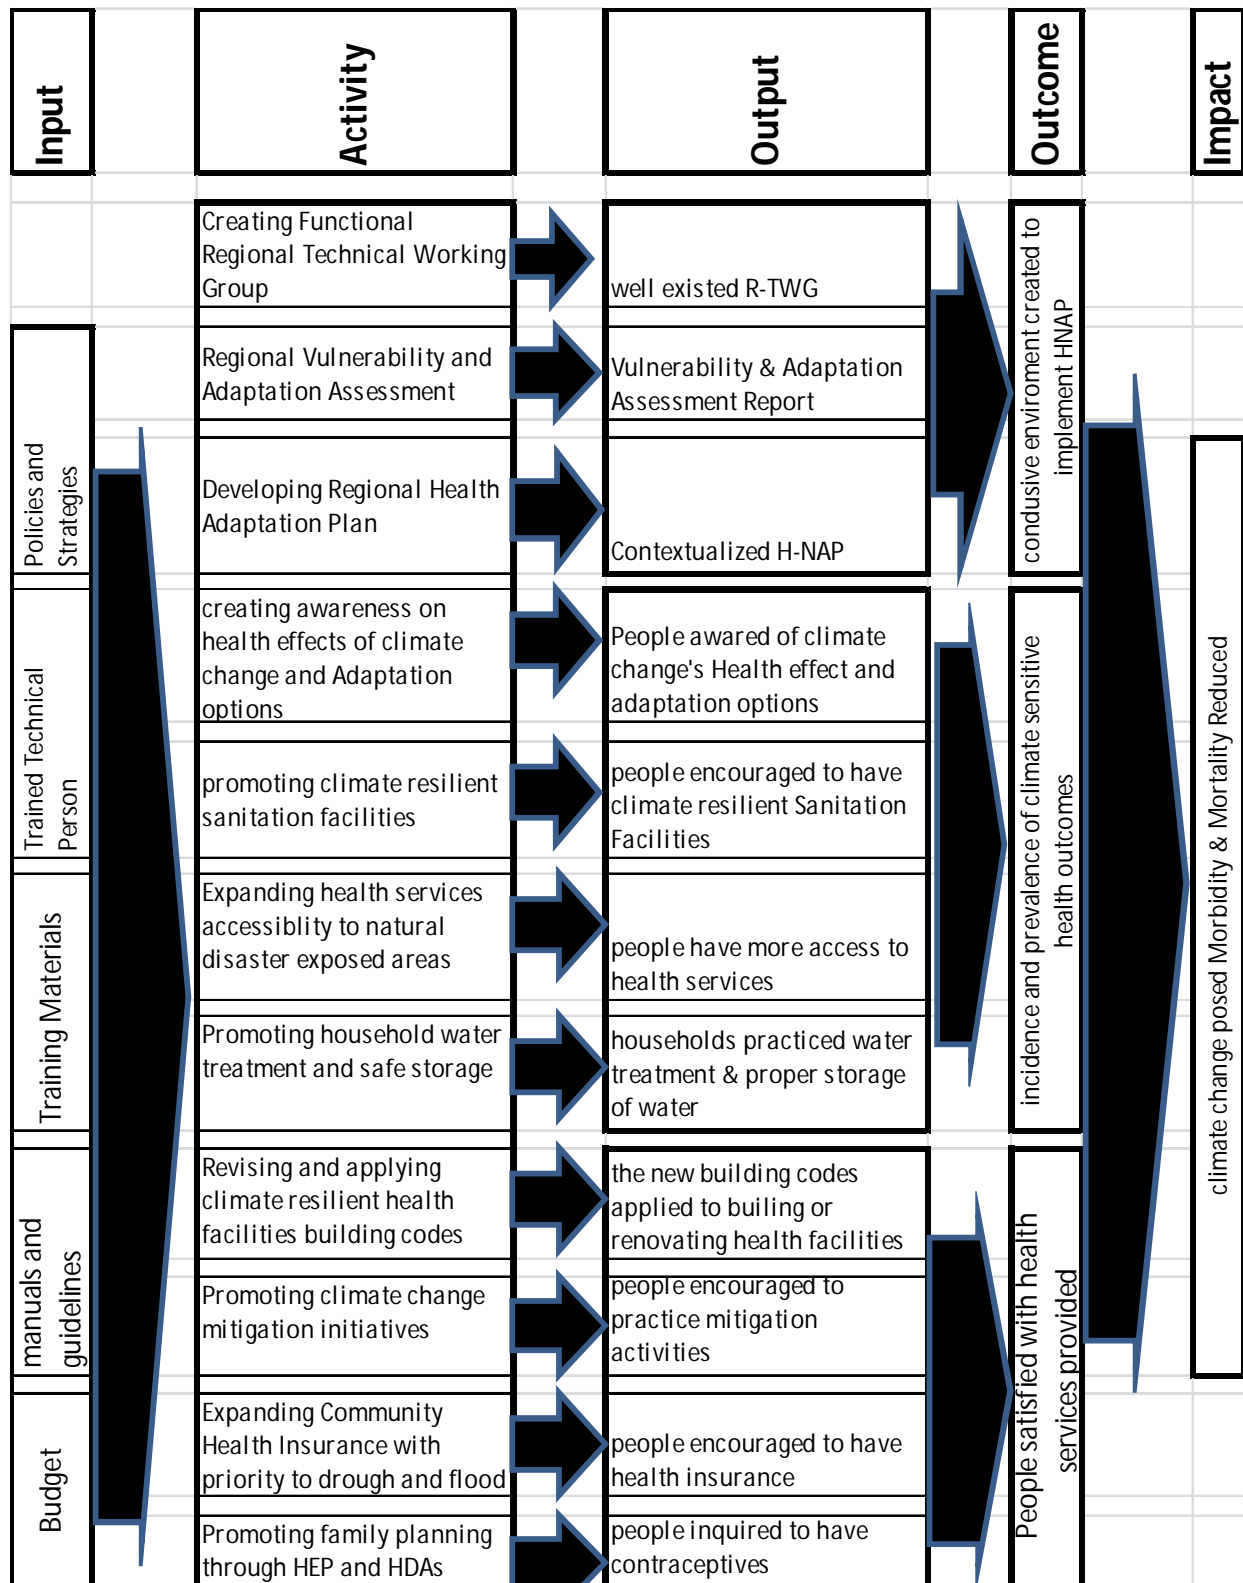 Input
Activity
Output
Outcome
Impact
Policies and
Strategies
Trained Technical
Person
Training Materials
manuals and
guidelines
Budget
Creating Functional
Regional Technical Working
Group
Regional Vulnerability and
Adaptation Assessment
Developing Regional Health
Adaptation Plan
creating awareness on
health effects of climate
change and Adaptation
options
promoting climate resilient
sanitation facilities
Expanding health services
accessiblity to natural
disaster exposed areas
Promoting household water
treatment and safe storage
Revising and applying
climate resilient health
facilities building codes
Promoting climate change
mitigation initiatives
Expanding Community
Health Insurance with
priority to drough and flood
Promoting family planning
through HEP and HDAs
well existed R-TWG
Vulnerability & Adaptation
Assessment Report
Contextualized H-NAP
People awared of climate
change's Health effect and
adaptation options
people encouraged to have
climate resilient Sanitation
Facilities
people have more access to
health services
households practiced water
treatment & proper storage
of water
the new building codes
applied to builing or
renovating health facilities
people encouraged to
practice mitigation
activities
people encouraged to have
health insurance
people inquired to have
contraceptives
condusive enviroment created to
implement HNAP
incidence and prevalence of climate sensitive
health outcomes
People satisfied with health
services provided
climate change posed Morbidity & Mortality Reduced